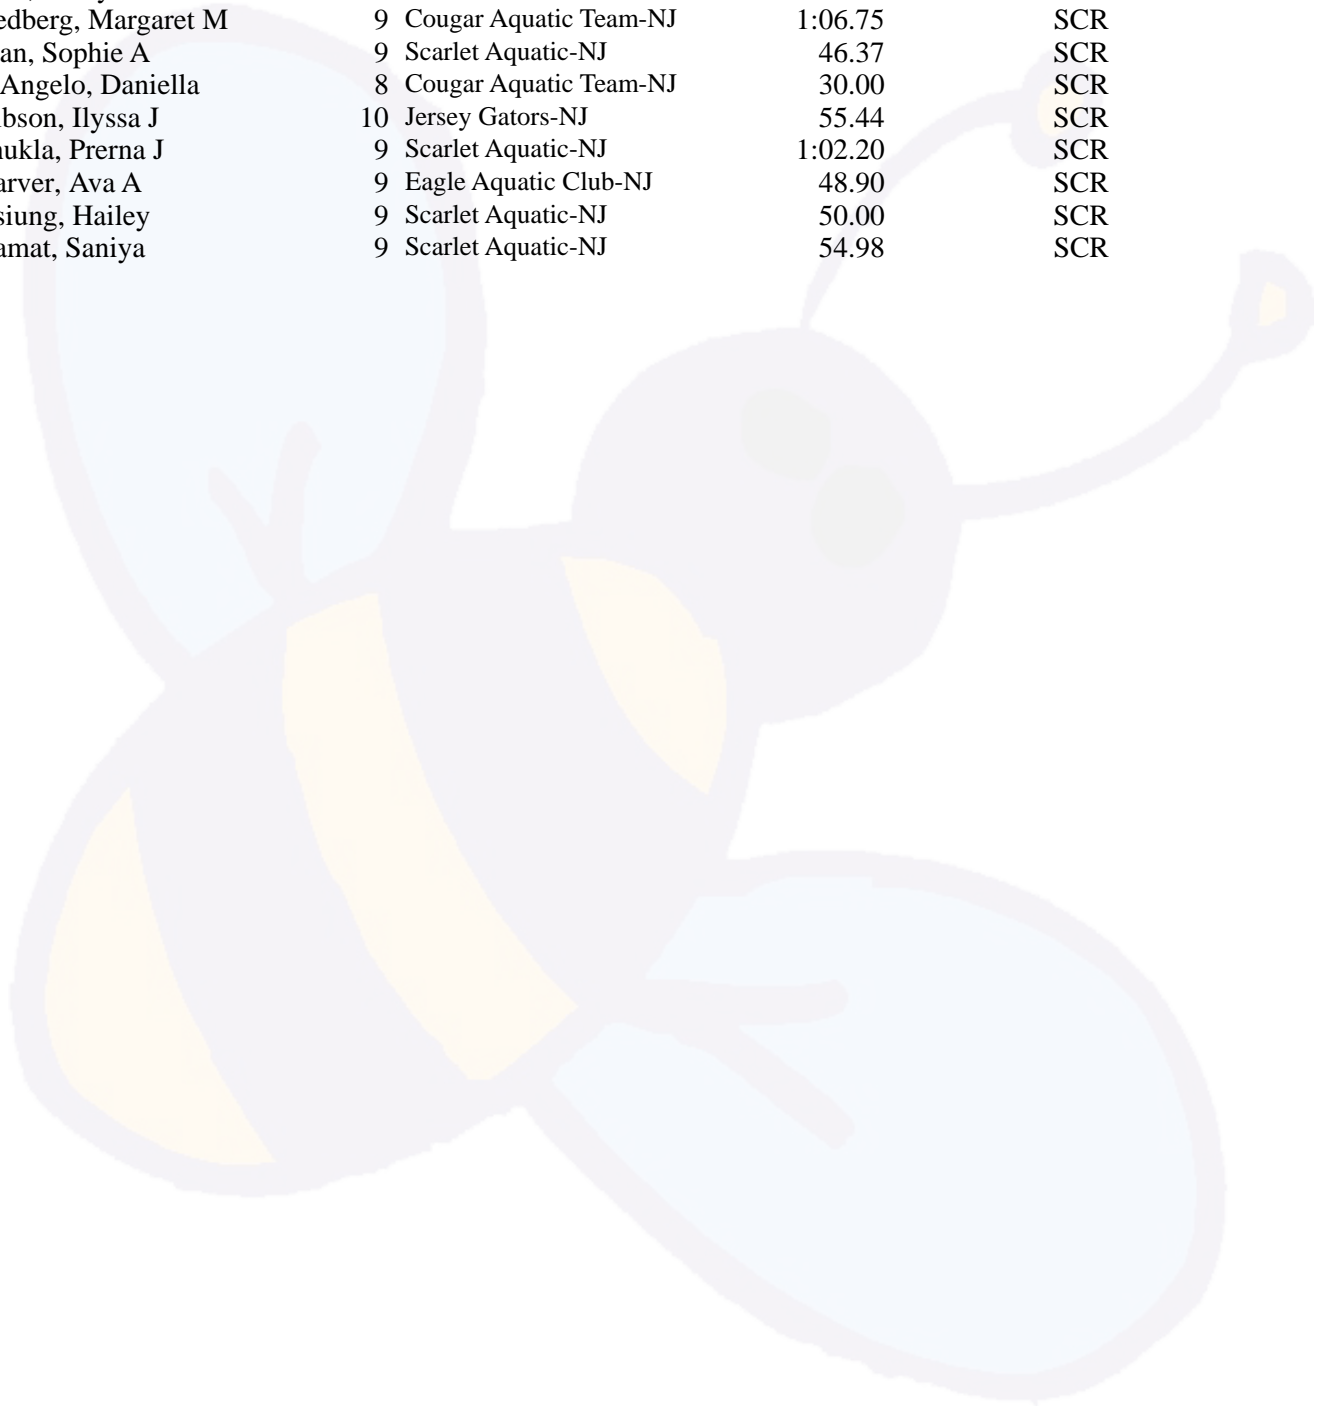 edberg, Margaret M 9 Cougar Aquatic Team-NJ 1:06.75 SCR
an, Sophie A 9 Scarlet Aquatic-NJ 46.37 SCR
Angelo, Daniella 8 Cougar Aquatic Team-NJ 30.00 SCR
bson, Ilyssa J 10 Jersey Gators-NJ 55.44 SCR
ukla, Prerna J 9 Scarlet Aquatic-NJ 1:02.20 SCR
arver, Ava A 9 Eagle Aquatic Club-NJ 48.90 SCR
siung, Hailey 9 Scarlet Aquatic-NJ 50.00 SCR
amat, Saniya 9 Scarlet Aquatic-NJ 54.98 SCR